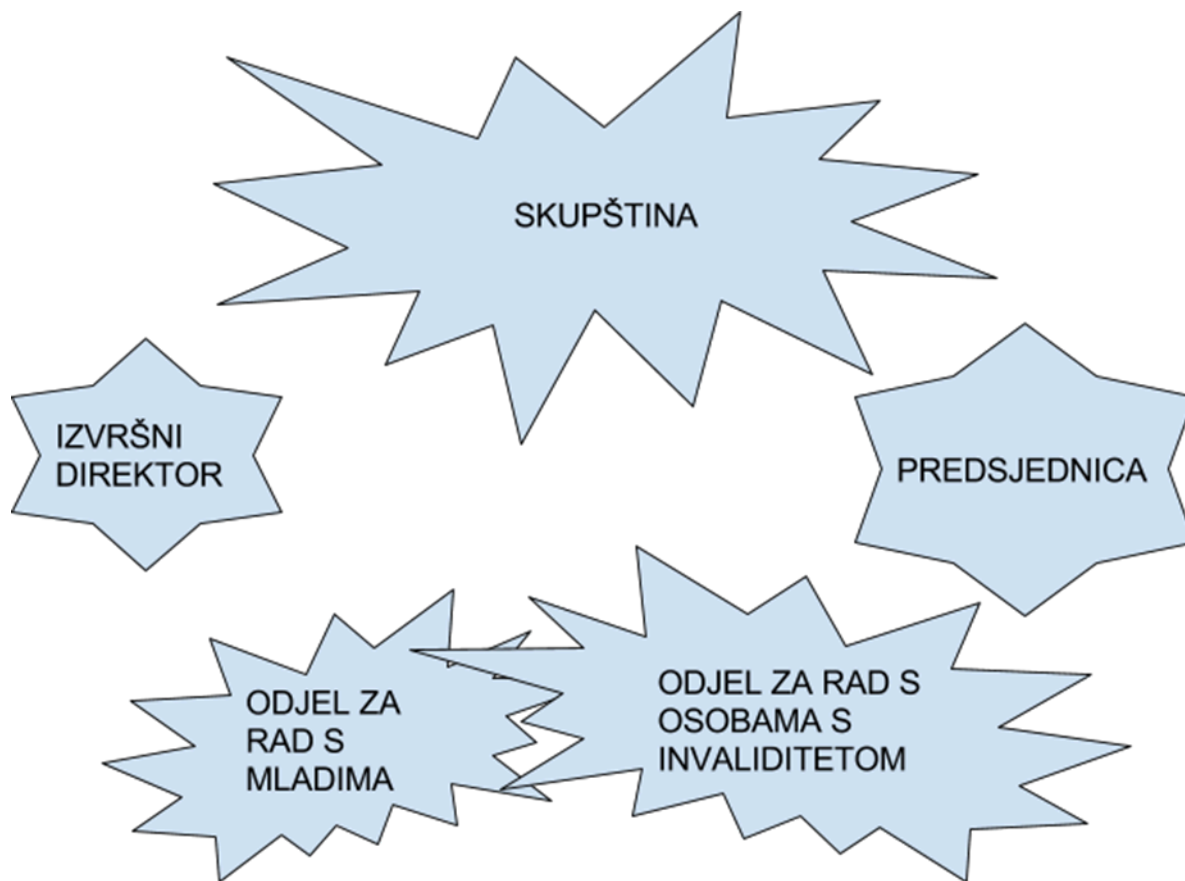 SKUPŠTINA
IZVRŠNI
DIREKTOR
PREDSJEDNICA
ODJEL ZA
RAD S
MLADIMA
ODJEL ZA RAD S
OSOBAMA S
INVALIDITETOM